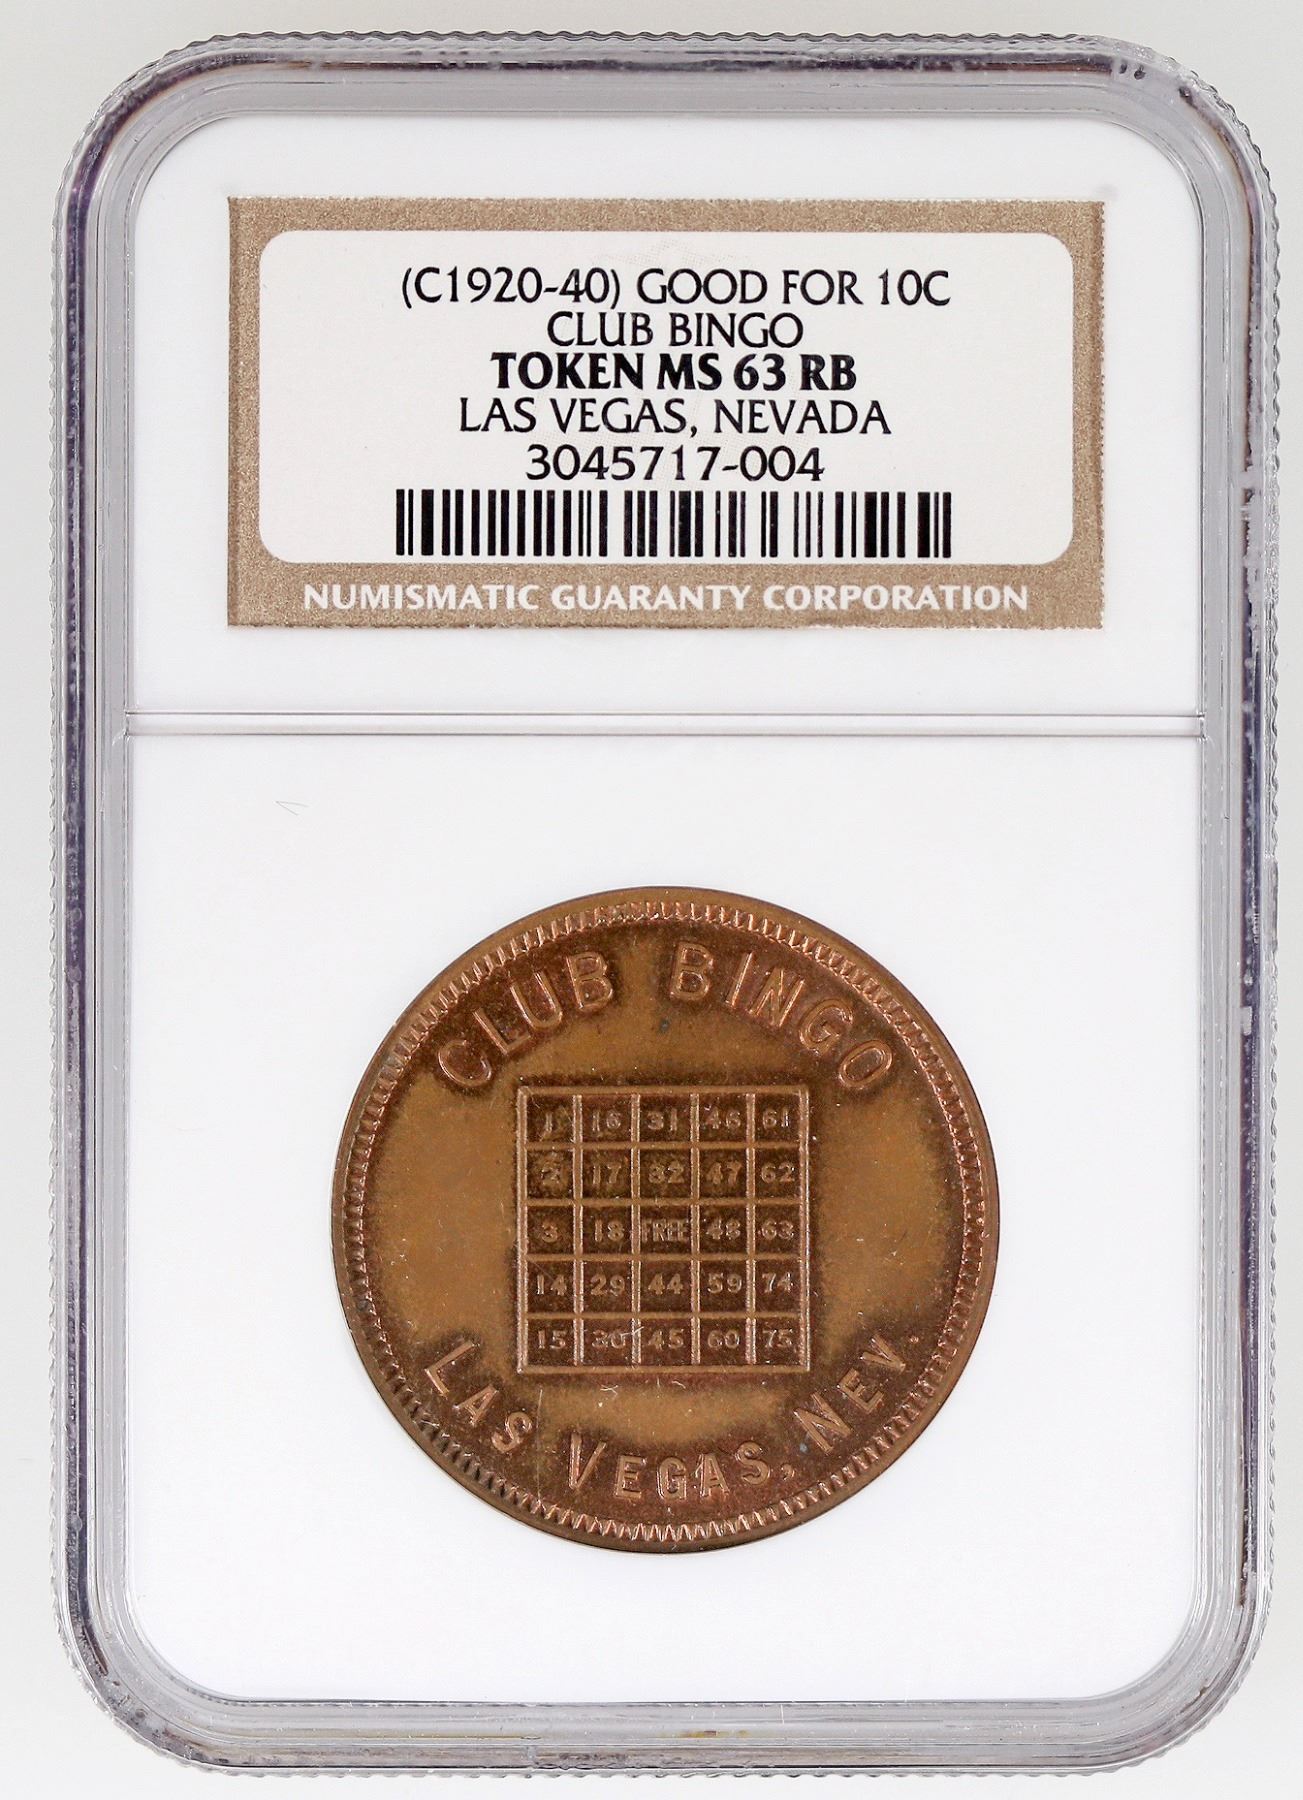 (C1920-40) GOOD FOR 10C
CLUB BINGO
TOKEN MS 63 RB
LAS VEGAS, NEVADA
3045717-004
NUMISMATIC GUARANTY CORPORATION
CLUB BINGO
1 16 31 46 61
2 17 32 47 62
3 18 FREE 48 63
14 29 44 59 74
15 30 45 60 75
LAS VEGAS, NEV.